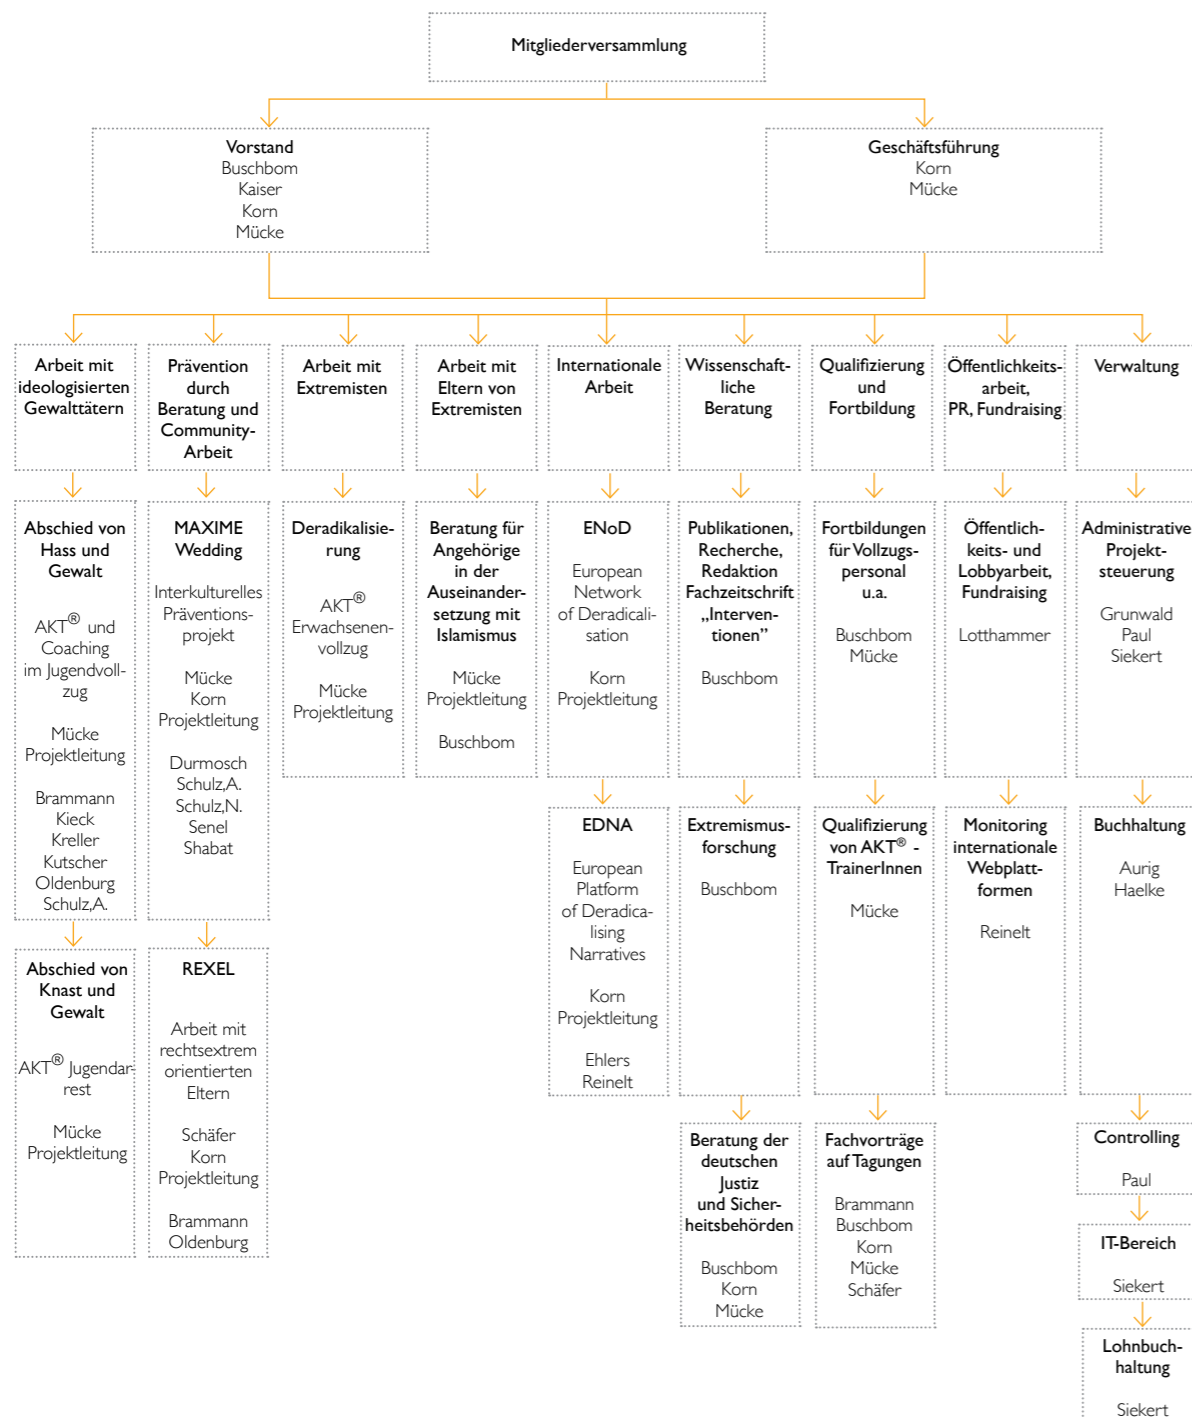 Mitgliederversammlung
Vorstand
Buschbom
Kaiser
Korn
Mücke
Geschäftsführung
Korn
Mücke
Arbeit mit
ideologisierten
Gewalttätern
Prävention
durch
Beratung und
Community-
Arbeit
Arbeit mit
Extremisten
Arbeit mit
Eltern von
Extremisten
Internationale
Arbeit
Wissenschaft-
liche
Beratung
Qualifizierung
und
Fortbildung
Öffentlichkeits-
arbeit,
PR, Fundraising
Verwaltung
Abschied von
Hass und
Gewalt
AKT® und
Coaching
im Jugendvoll-
zug
Mücke
Projektleitung
Brammann
Kieck
Kreller
Kutscher
Oldenburg
Schulz,A.
MAXIME
Wedding
Interkulturelles
Präventions-
projekt
Mücke
Korn
Projektleitung
Durmosch
Schulz,A.
Schulz,N.
Senel
Shabat
Deradikalisie-
rung
AKT®
Erwachsenen-
vollzug
Mücke
Projektleitung
Beratung für
Angehörige
in der
Auseinander-
setzung mit
Islamismus
Mücke
Projektleitung
Buschbom
ENoD
European
Network
of Deradicali-
sation
Korn
Projektleitung
Publikationen,
Recherche,
Redaktion
Fachzeitschrift
„Interven-
tionen”
Buschbom
Fortbildungen
für Vollzugs-
personal
u.a.
Buschbom
Mücke
Öffentlich-
keits- und
Lobbyarbeit,
Fundraising
Lotthammer
Administrative
Projekt-
steuerung
Grunwald
Paul
Siekert
EDNA
European
Platform
of Deradica-
lising
Narratives
Korn
Projektleitung
Ehlers
Reinelt
Extremismus-
forschung
Buschbom
Qualifizierung
von AKT® -
TrainerInnen
Mücke
Monitoring
internationale
Webplatt-
formen
Reinelt
Buchhaltung
Aurig
Haelke
Abschied von
Knast und
Gewalt
AKT® Jugendar-
rest
Mücke
Projektleitung
REXEL
Arbeit mit
rechtsextrem
orientierten
Eltern
Schäfer
Korn
Projektleitung
Brammann
Oldenburg
Beratung der
deutschen
Justiz
und Sicher-
heitsbehörden
Buschbom
Korn
Mücke
Fachvorträge
auf Tagungen
Brammann
Buschbom
Korn
Mücke
Schäfer
Controlling
Paul
IT-Bereich
Siekert
Lohnbuch-
haltung
Siekert